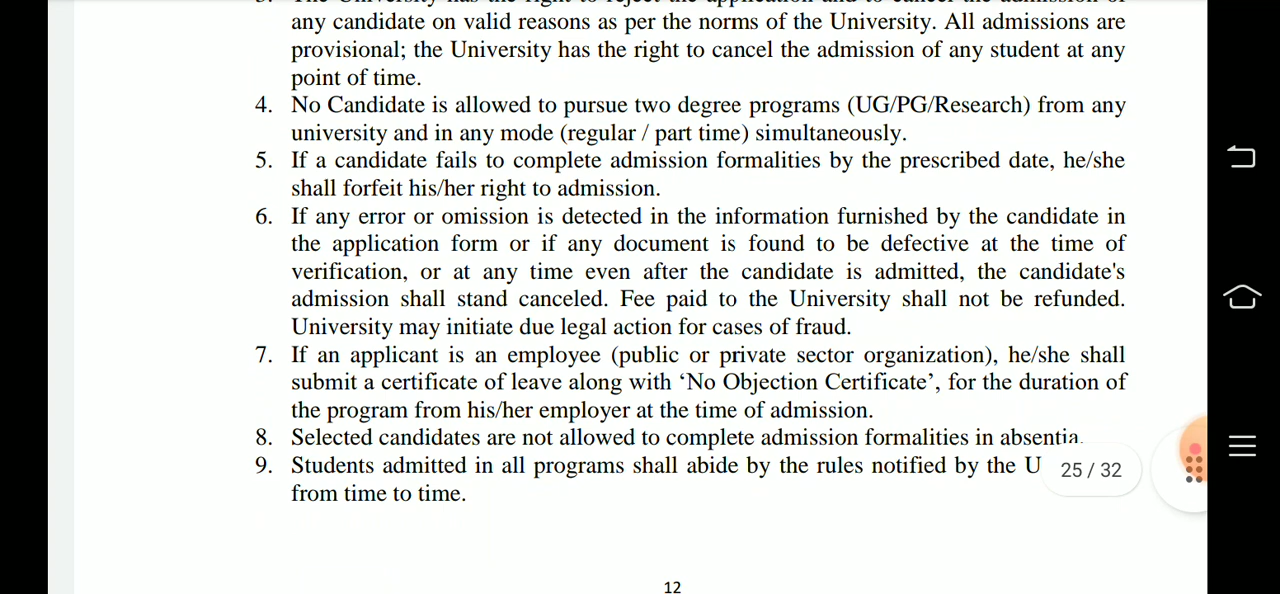 any candidate on valid reasons as per the norms of the University. All admissions are
provisional; the University has the right to cancel the admission of any student at any
point of time.
4. No Candidate is allowed to pursue two degree programs (UG/PG/Research) from any
university and in any mode (regular / part time) simultaneously.
5. If a candidate fails to complete admission formalities by the prescribed date, he/she
shall forfeit his/her right to admission.
6. If any error or omission is detected in the information furnished by the candidate in
the application form or if any document is found to be defective at the time of
verification, or at any time even after the candidate is admitted, the candidate's
admission shall stand canceled. Fee paid to the University shall not be refunded.
University may initiate due legal action for cases of fraud.
7. If an applicant is an employee (public or private sector organization), he/she shall
submit a certificate of leave along with ‘No Objection Certificate’, for the duration of
the program from his/her employer at the time of admission.
8. Selected candidates are not allowed to complete admission formalities in absentia.
9. Students admitted in all programs shall abide by the rules notified by the U
25 / 32
from time to time.
12